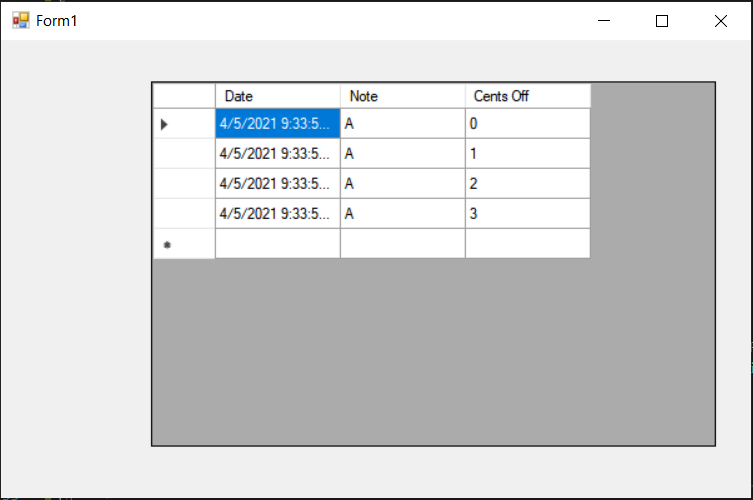 Form1
Date Note Cents Off
4/5/2021 9:33:5... A 0
4/5/2021 9:33:5... A 1
4/5/2021 9:33:5... A 2
4/5/2021 9:33:5... A 3